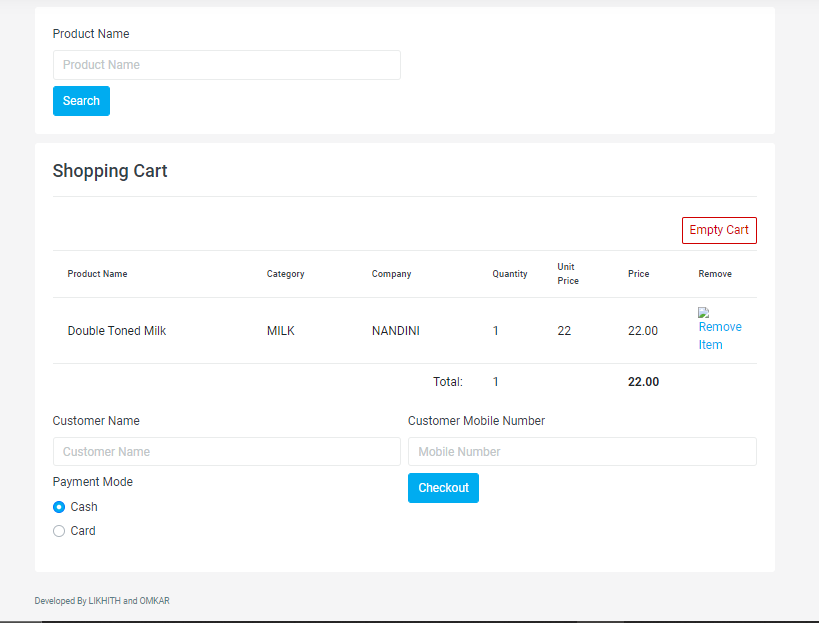 Product Name
Product Name
Search
Shopping Cart
Empty Cart
Product Name Category Company Quantity Unit Price Price Remove
Double Toned Milk MILK NANDINI 1 22 22.00 Remove Item
Total: 1 22.00
Customer Name Customer Mobile Number
Customer Name Mobile Number
Payment Mode
Checkout
Cash
Card
Developed By LIKHITH and OMKAR